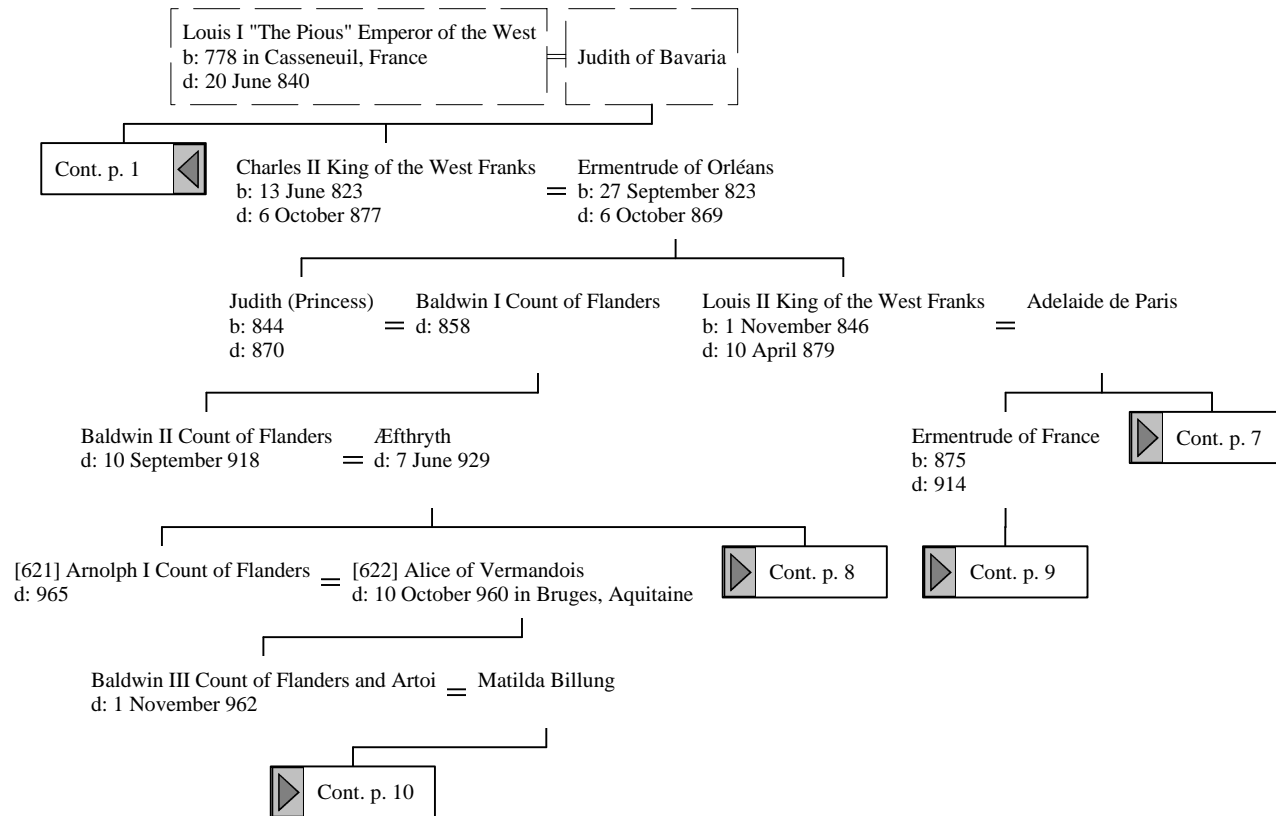 Louis I "The Pious" Emperor of the West
b: 778 in Casseneuil, France
d: 20 June 840
Judith of Bavaria
Cont. p. 1
Charles II King of the West Franks
b: 13 June 823
d: 6 October 877
=
Ermentrude of Orléans
b: 27 September 823
d: 6 October 869
Judith (Princess)
b: 844
d: 870
=
Baldwin I Count of Flanders
d: 858
Louis II King of the West Franks
b: 1 November 846
d: 10 April 879
=
Adelaide de Paris
Baldwin II Count of Flanders
d: 10 September 918
=
Æfthryth
d: 7 June 929
Ermentrude of France
b: 875
d: 914
Cont. p. 7
[621] Arnolph I Count of Flanders
d: 965
=
[622] Alice of Vermandois
d: 10 October 960 in Bruges, Aquitaine
Cont. p. 8
Cont. p. 9
Baldwin III Count of Flanders and Artoi
d: 1 November 962
=
Matilda Billung
Cont. p. 10